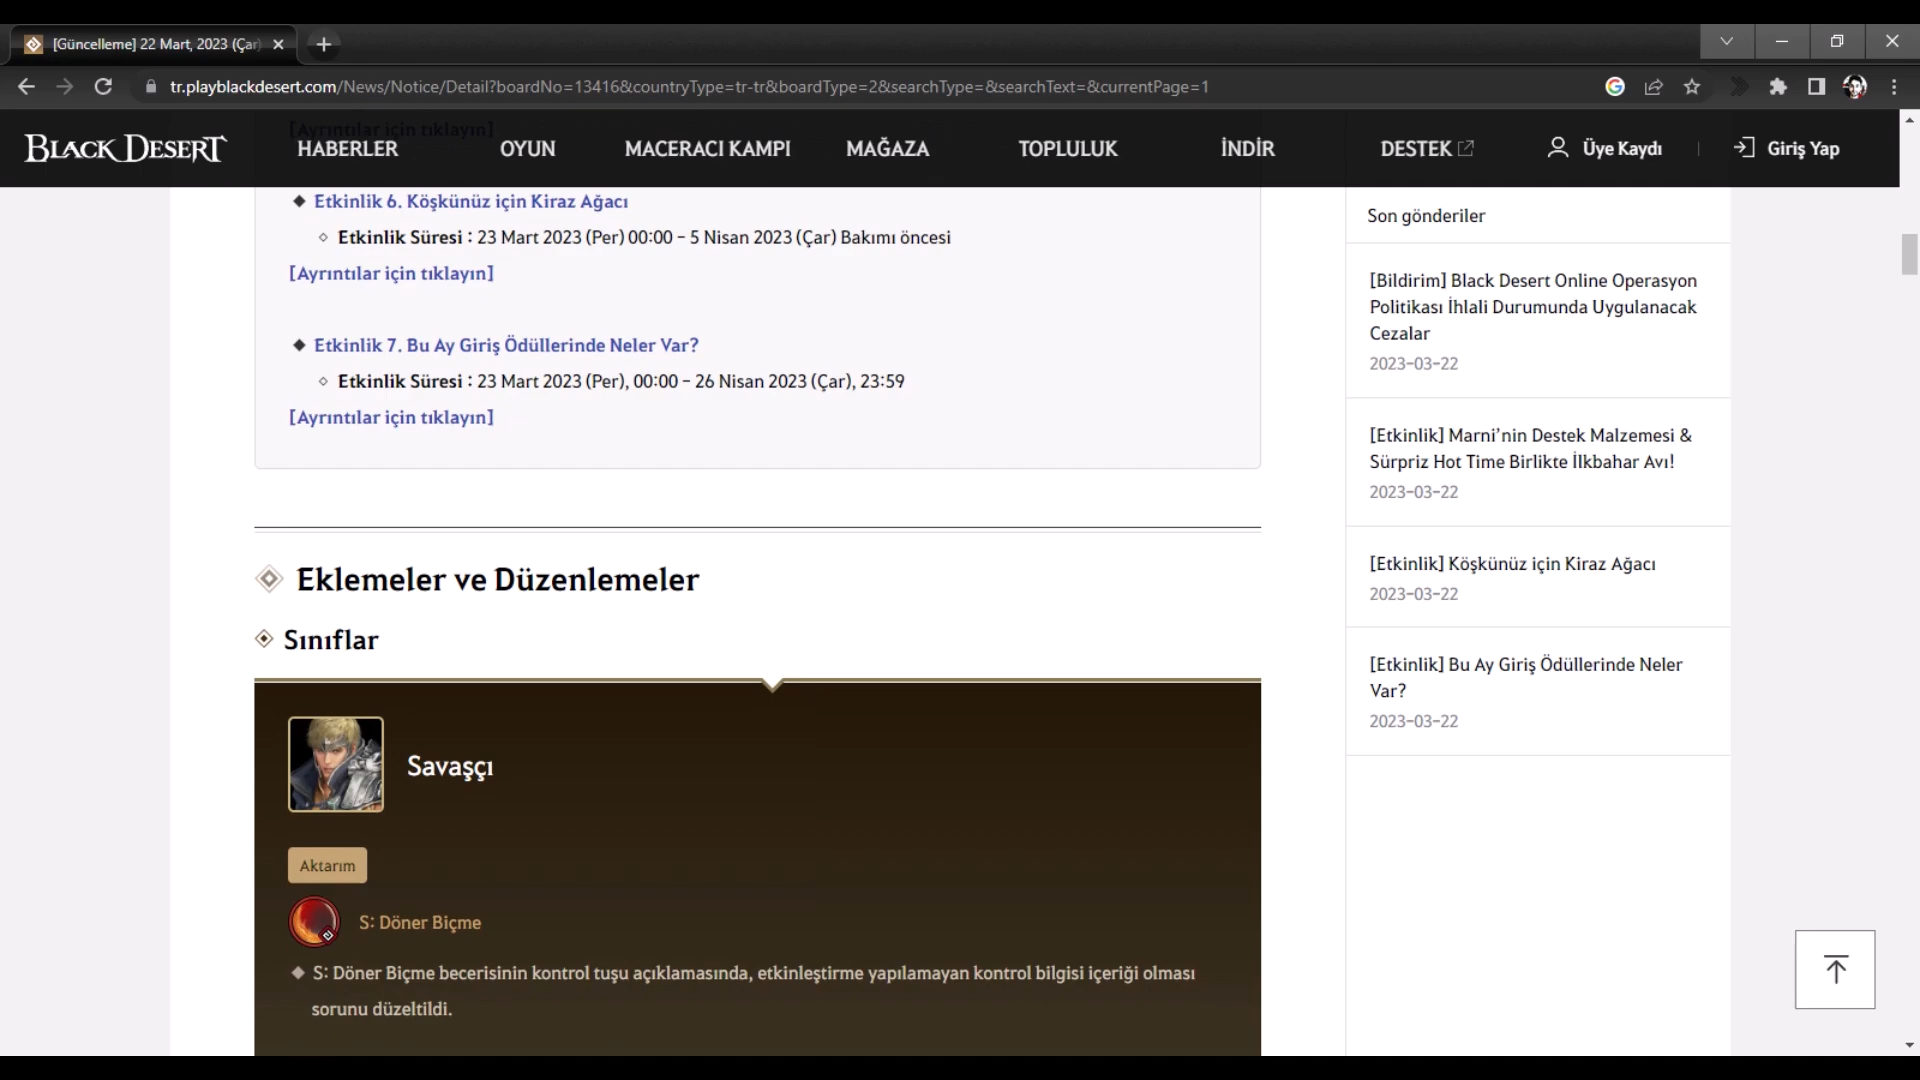 [Güncelleme] 22 Mart, 2023 (Çar)
tr.playblackdesert.com/News/Notice/Detail?boardNo=13416&countryType=tr-tr&boardType=2&searchType=&searchText=&currentPage=1
[Ayrıntılar için tıklayın]
BLACK DESERT
HABERLER
OYUN
MACERACI KAMPI
MAĞAZA
TOPLULUK
İNDİR
DESTEK
Üye Kaydı
Giriş Yap
Etkinlik 6. Köşkünüz için Kiraz Ağacı
Etkinlik Süresi : 23 Mart 2023 (Per) 00:00 - 5 Nisan 2023 (Çar) Bakımı öncesi
[Ayrıntılar için tıklayın]
Etkinlik 7. Bu Ay Giriş Ödüllerinde Neler Var?
Etkinlik Süresi : 23 Mart 2023 (Per), 00:00 - 26 Nisan 2023 (Çar), 23:59
[Ayrıntılar için tıklayın]
Eklemeler ve Düzenlemeler
Sınıflar
Savaşçı
Aktarım
S: Döner Biçme
S: Döner Biçme becerisinin kontrol tuşu açıklamasında, etkinleştirme yapılamayan kontrol bilgisi içeriği olması
sorunu düzeltildi.
Son gönderiler
[Bildirim] Black Desert Online Operasyon
Politikası İhlali Durumunda Uygulanacak
Cezalar
2023-03-22
[Etkinlik] Marni'nin Destek Malzemesi &
Sürpriz Hot Time Birlikte İlkbahar Avı!
2023-03-22
[Etkinlik] Köşkünüz için Kiraz Ağacı
2023-03-22
[Etkinlik] Bu Ay Giriş Ödüllerinde Neler
Var?
2023-03-22